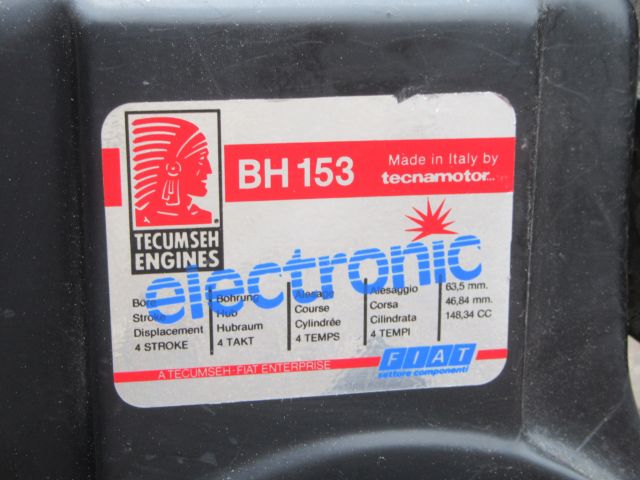 BH 153
Made in Italy by
tecnamotor
TECUMSEH
ENGINES
electronic
Bore Bohrung Alesage Alesaggio 63,5 mm.
Stroke Hub Course Corsa 46,84 mm.
Displacement Hubraum Cylindrée Cilindrata 148,34 CC
4 STROKE 4 TAKT 4 TEMPS 4 TEMPI
A TECUMSEH - FIAT ENTERPRISE
FIAT
settore componenti